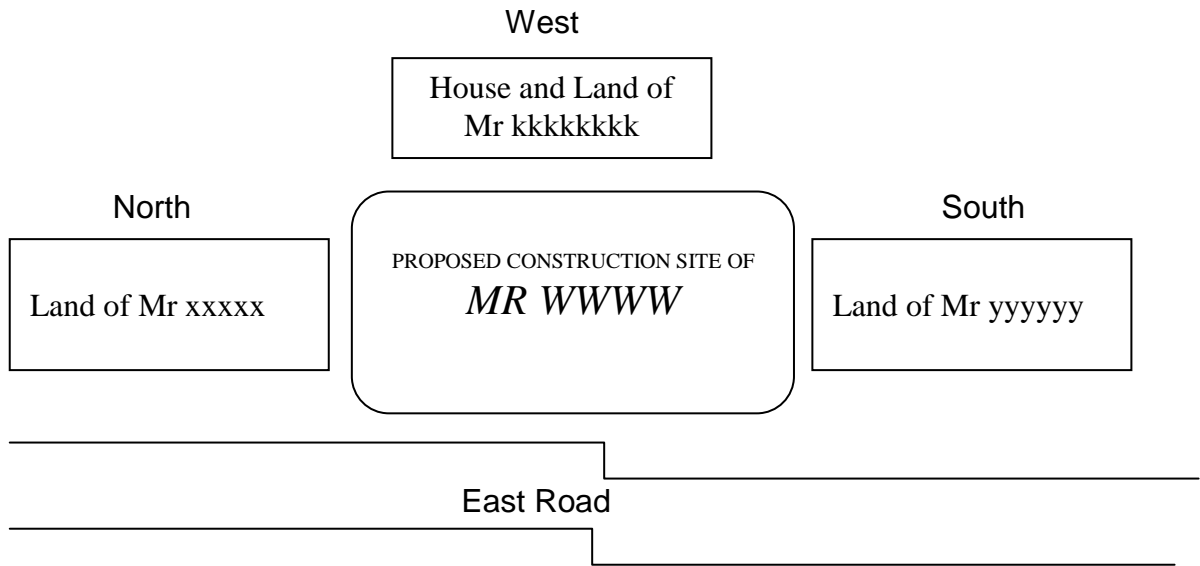 West
House and Land of
Mr kkkkkkkk
North
South
PROPOSED CONSTRUCTION SITE OF
MR WWWW
Land of Mr xxxxx
Land of Mr yyyyyy
East Road